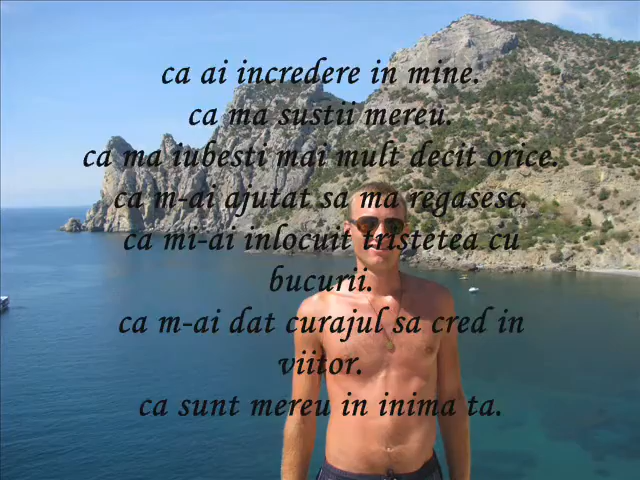 ca ai incredere in mine.
ca ma sustii mereu.
ca ma iubesti mai mult decit orice.
ca m-ai ajutat sa ma regasesc.
ca mi-ai inlocuit tristetea cu
bucurii.
ca m-ai dat curajul sa cred in
viitor.
ca sunt mereu in inima ta.